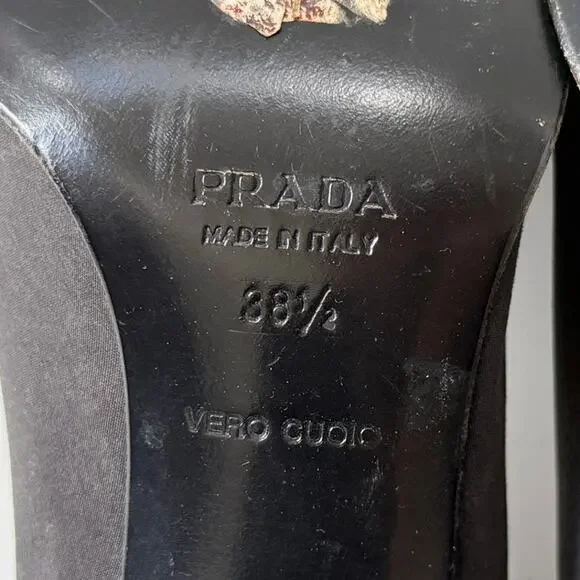 PRADA
MADE IN ITALY
38½
VERO CUOIO